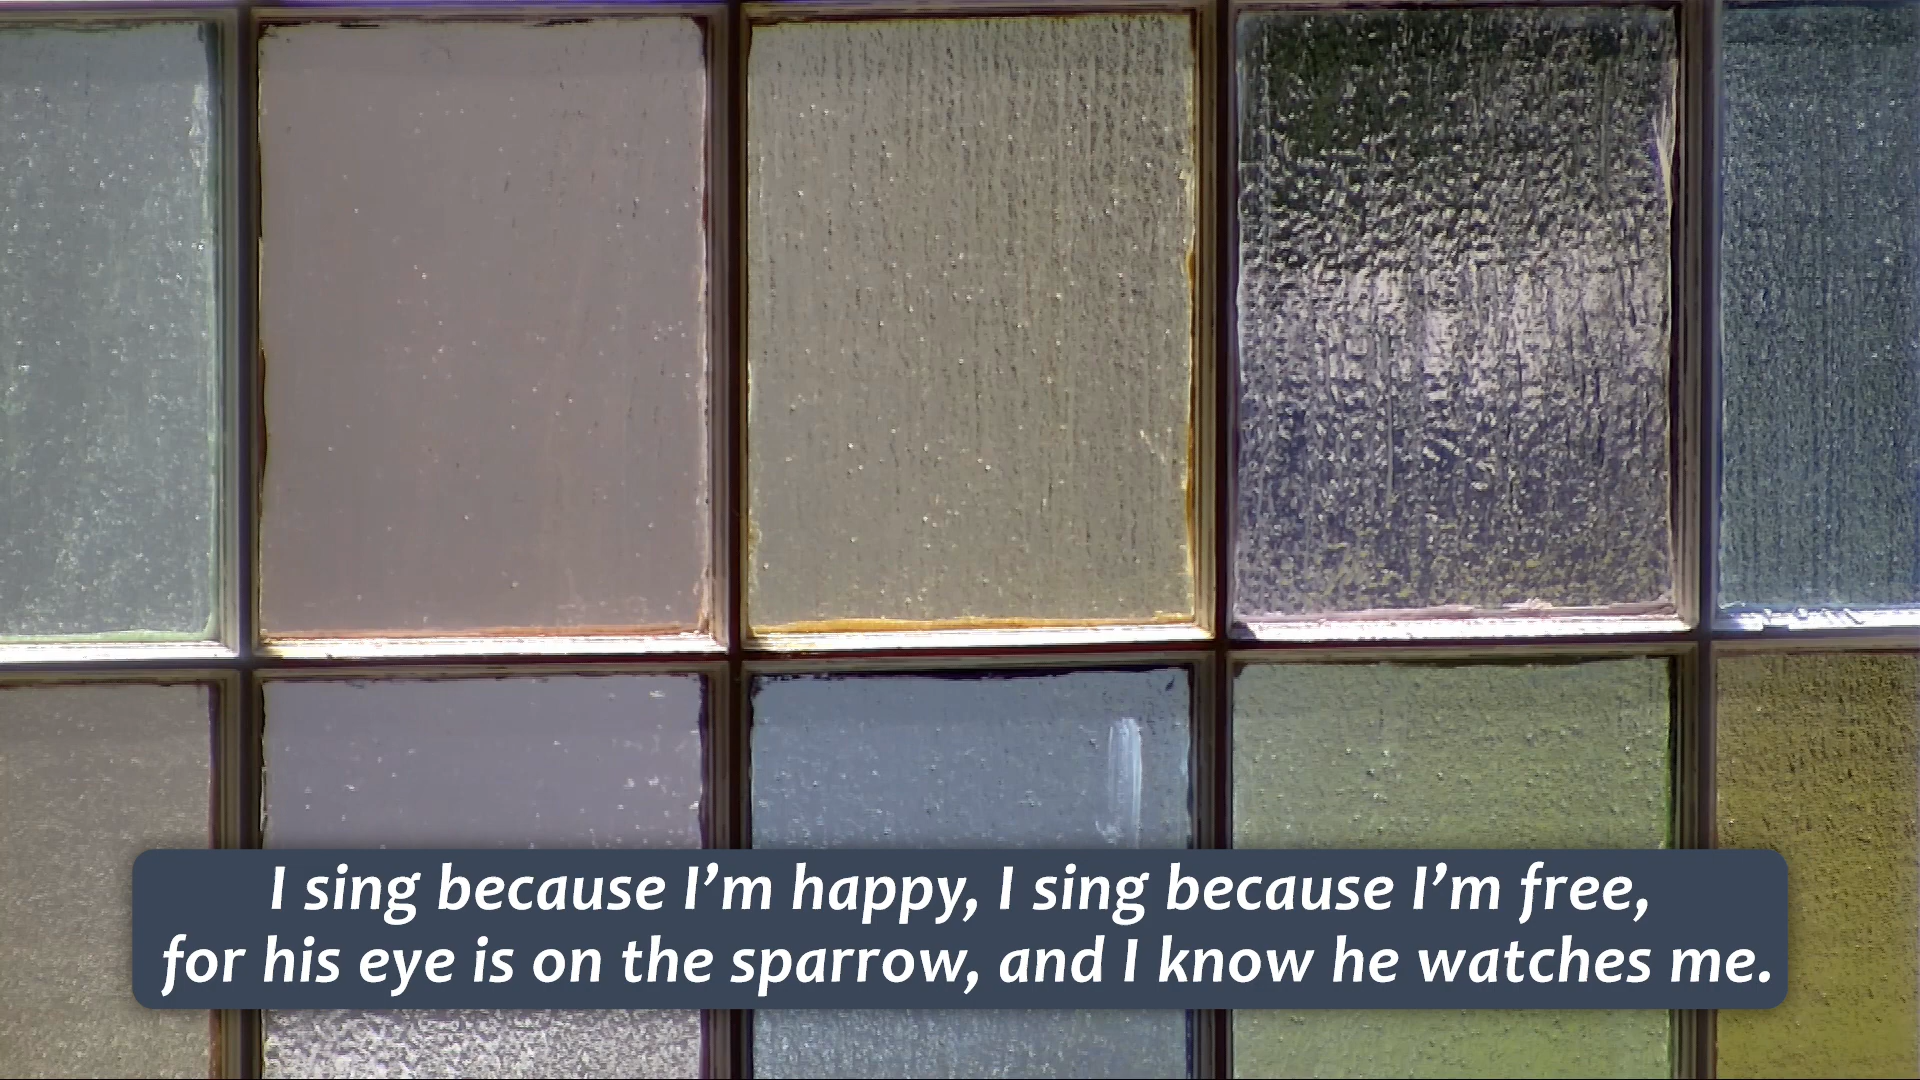 I sing because I’m happy, I sing because I’m free,
for his eye is on the sparrow, and I know he watches me.